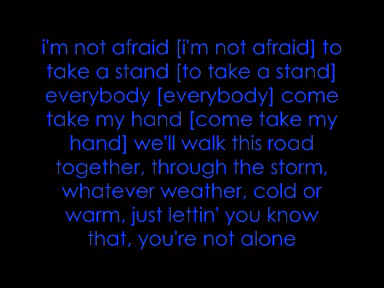 i'm not afraid [i'm not afraid] to
take a stand [to take a stand]
everybody [everybody] come
take my hand [come take my
hand] we'll walk this road
together, through the storm,
whatever weather, cold or
warm, just lettin' you know
that, you're not alone